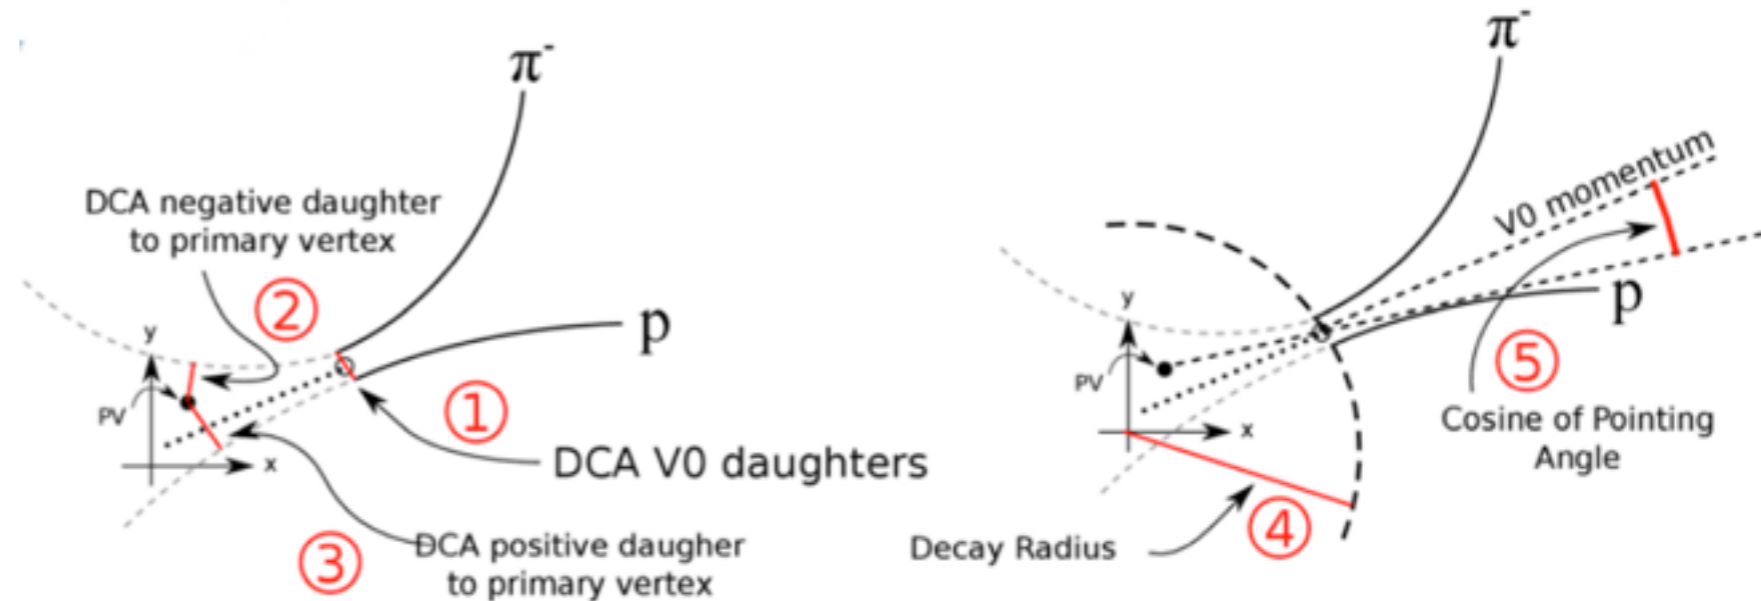 π-
DCA negative daughter
to primary vertex
②
y
PV
x
p
①
DCA V0 daughters
③
DCA positive daugher
to primary vertex
π-
V0 momentum
y
PV
x
p
⑤
Cosine of Pointing
Angle
④
Decay Radius